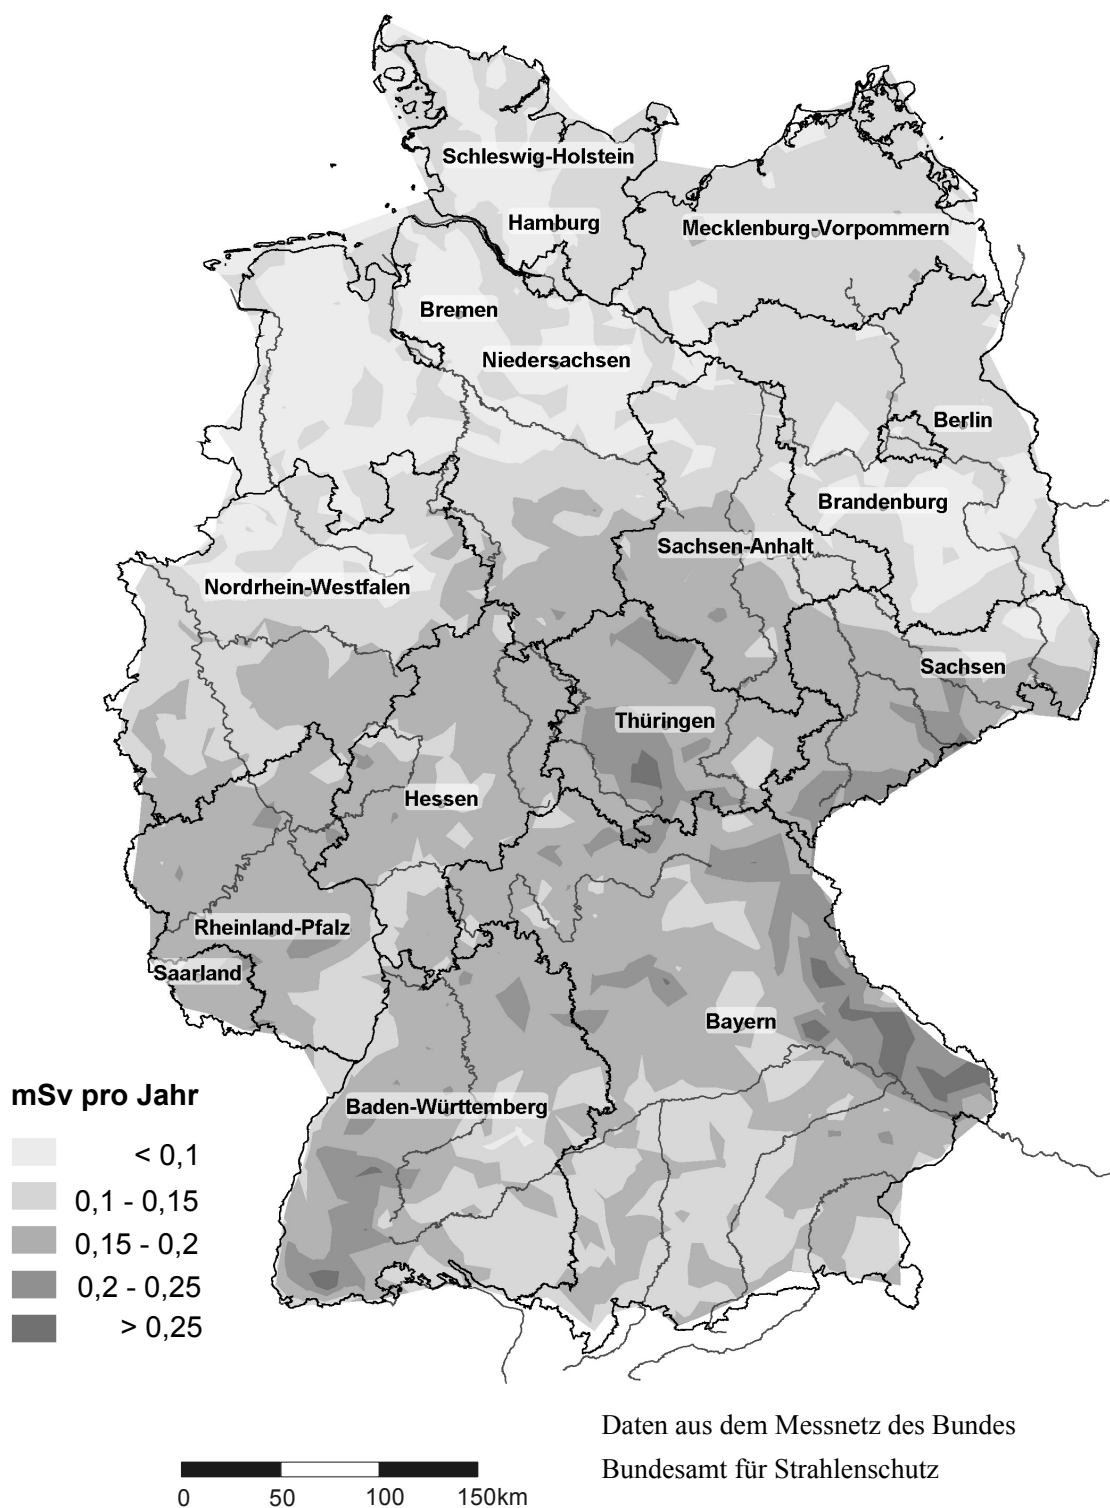 Schleswig-Holstein
Hamburg
Mecklenburg-Vorpommern
Bremen
Niedersachsen
Berlin
Brandenburg
Sachsen-Anhalt
Nordrhein-Westfalen
Sachsen
Thüringen
Hessen
Rheinland-Pfalz
Saarland
Bayern
Baden-Württemberg
mSv pro Jahr
< 0,1
0,1 - 0,15
0,15 - 0,2
0,2 - 0,25
> 0,25
Daten aus dem Messnetz des Bundes
Bundesamt für Strahlenschutz
0 50 100 150km